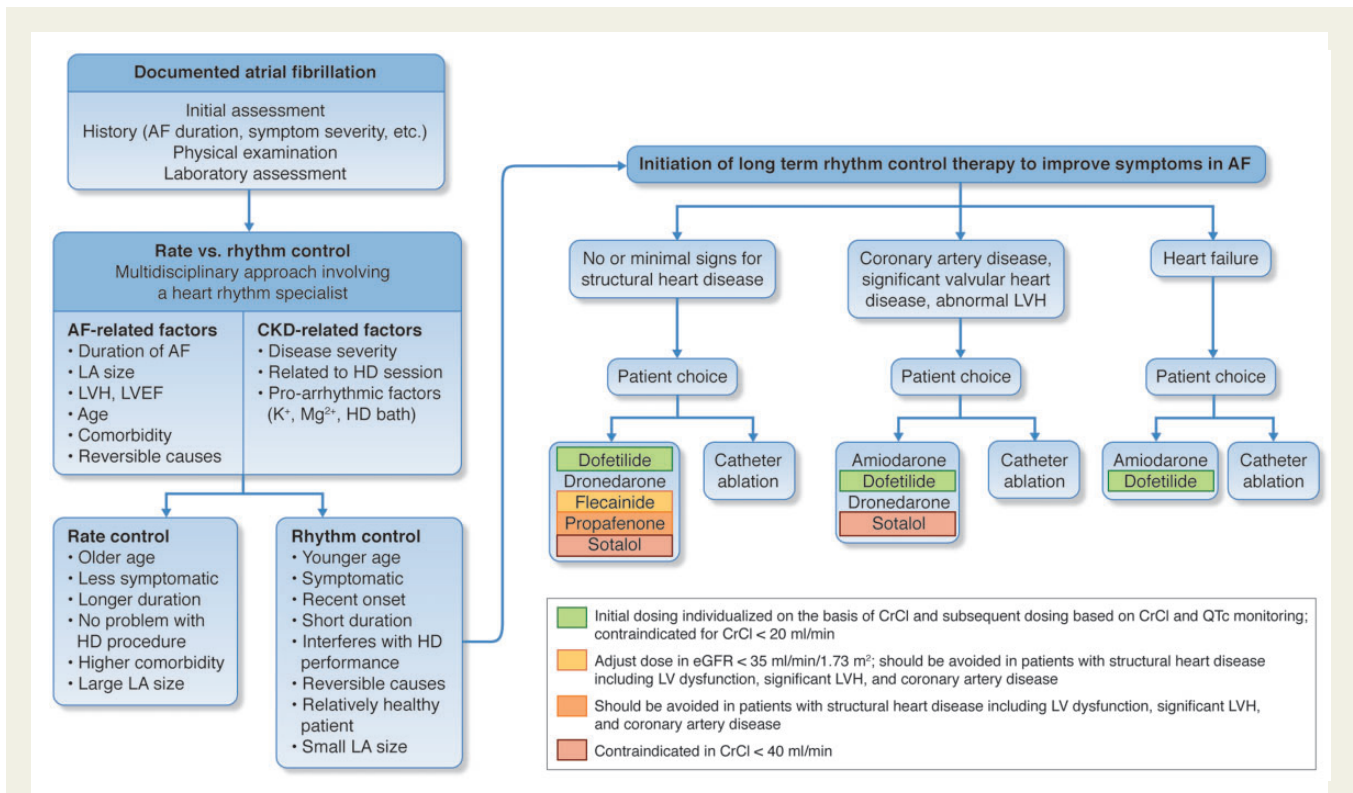 Documented atrial fibrillation
Initial assessment
History (AF duration, symptom severity, etc.)
Physical examination
Laboratory assessment
Rate vs. rhythm control
Multidisciplinary approach involving
a heart rhythm specialist
AF-related factors
• Duration of AF
• LA size
• LVH, LVEF
• Age
• Comorbidity
• Reversible causes
CKD-related factors
• Disease severity
• Related to HD session
• Pro-arrhythmic factors
(K⁺, Mg²⁺, HD bath)
Rate control
• Older age
• Less symptomatic
• Longer duration
• No problem with
HD procedure
• Higher comorbidity
• Large LA size
Rhythm control
• Younger age
• Symptomatic
• Recent onset
• Short duration
• Interferes with HD
performance
• Reversible causes
• Relatively healthy
patient
• Small LA size
Initiation of long term rhythm control therapy to improve symptoms in AF
No or minimal signs for
structural heart disease
Patient choice
Dofetilide
Dronedarone
Flecainide
Propafenone
Sotalol
Catheter
ablation
Coronary artery disease,
significant valvular heart
disease, abnormal LVH
Patient choice
Amiodarone
Dofetilide
Dronedarone
Sotalol
Catheter
ablation
Heart failure
Patient choice
Amiodarone
Dofetilide
Catheter
ablation
Initial dosing individualized on the basis of CrCl and subsequent dosing based on CrCl and QTc monitoring;
contraindicated for CrCl < 20 ml/min
Adjust dose in eGFR < 35 ml/min/1.73 m²; should be avoided in patients with structural heart disease
including LV dysfunction, significant LVH, and coronary artery disease
Should be avoided in patients with structural heart disease including LV dysfunction, significant LVH,
and coronary artery disease
Contraindicated in CrCl < 40 ml/min